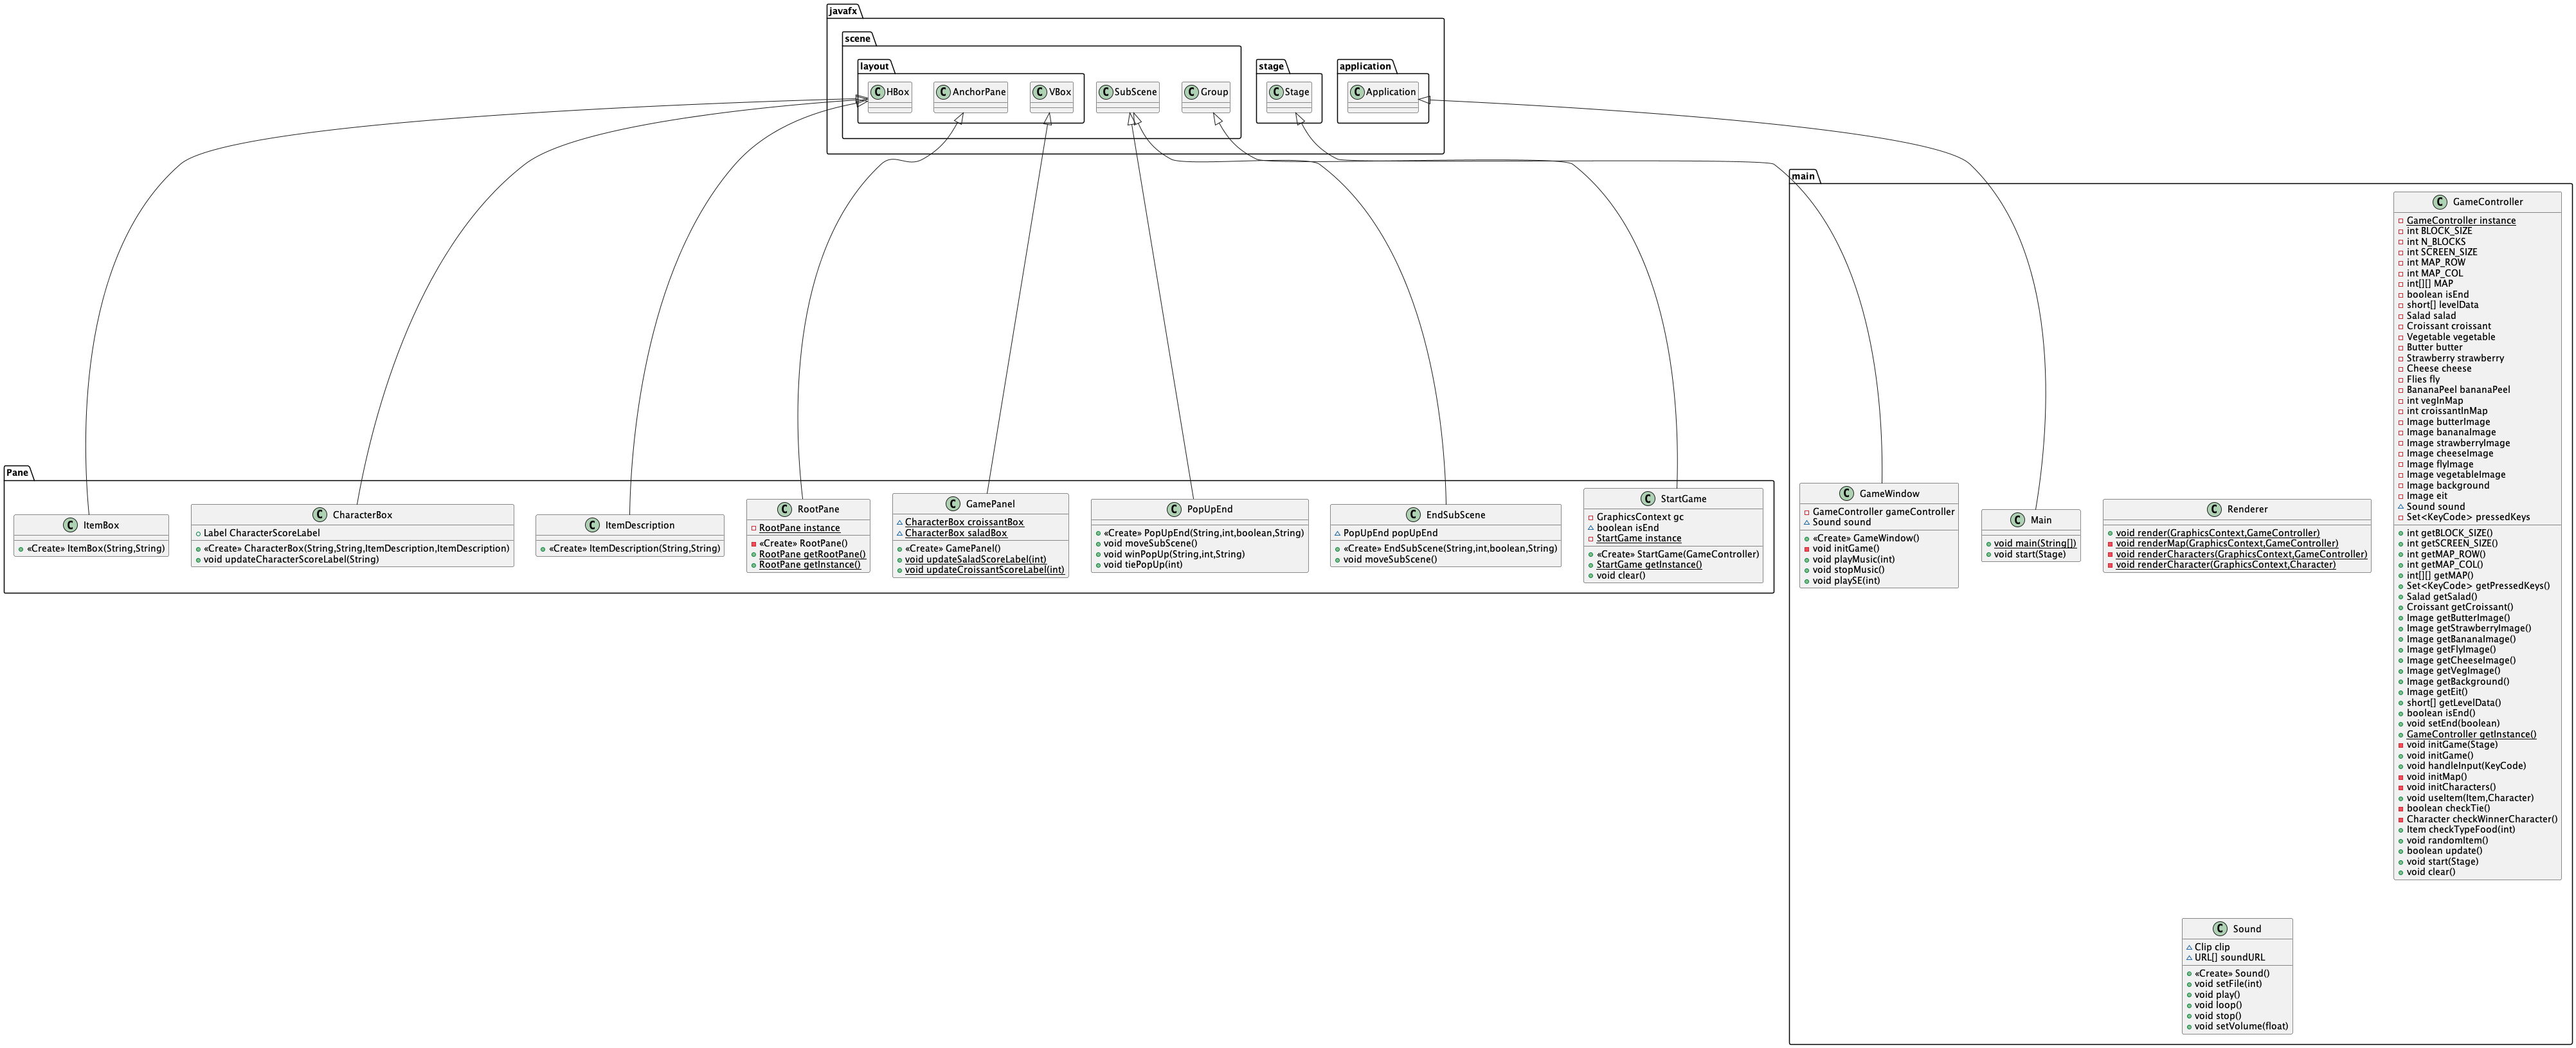 javafx
scene
layout
HBox
AnchorPane
VBox
SubScene
Group
stage
Stage
application
Application
Pane
ItemBox
«Create» ItemBox(String,String)
CharacterBox
Label CharacterScoreLabel
«Create» CharacterBox(String,String,ItemDescription,ItemDescription)
void updateCharacterScoreLabel(String)
ItemDescription
«Create» ItemDescription(String,String)
RootPane
RootPane instance
«Create» RootPane()
RootPane getRootPane()
RootPane getInstance()
GamePanel
CharacterBox croissantBox
CharacterBox saladBox
«Create» GamePanel()
void updateSaladScoreLabel(int)
void updateCroissantScoreLabel(int)
PopUpEnd
«Create» PopUpEnd(String,int,boolean,String)
void moveSubScene()
void winPopUp(String,int,String)
void tiePopUp(int)
EndSubScene
PopUpEnd popUpEnd
«Create» EndSubScene(String,int,boolean,String)
void moveSubScene()
StartGame
GraphicsContext gc
boolean isEnd
StartGame instance
«Create» StartGame(GameController)
StartGame getInstance()
void clear()
main
GameWindow
GameController gameController
Sound sound
«Create» GameWindow()
void initGame()
void playMusic(int)
void stopMusic()
void playSE(int)
Main
void main(String[])
void start(Stage)
Renderer
void render(GraphicsContext,GameController)
void renderMap(GraphicsContext,GameController)
void renderCharacters(GraphicsContext,GameController)
void renderCharacter(GraphicsContext,Character)
GameController
GameController instance
int BLOCK_SIZE
int N_BLOCKS
int SCREEN_SIZE
int MAP_ROW
int MAP_COL
int[][] MAP
boolean isEnd
short[] levelData
Salad salad
Croissant croissant
Vegetable vegetable
Butter butter
Strawberry strawberry
Cheese cheese
Flies fly
BananaPeel bananaPeel
int vegInMap
int croissantInMap
Image butterImage
Image bananaImage
Image strawberryImage
Image cheeseImage
Image flyImage
Image vegetableImage
Image background
Image eit
Sound sound
Set<KeyCode> pressedKeys
int getBLOCK_SIZE()
int getSCREEN_SIZE()
int getMAP_ROW()
int getMAP_COL()
int[][] getMAP()
Set<KeyCode> getPressedKeys()
Salad getSalad()
Croissant getCroissant()
Image getButterImage()
Image getStrawberryImage()
Image getBananaImage()
Image getFlyImage()
Image getCheeseImage()
Image getVegImage()
Image getBackground()
Image getEit()
short[] getLevelData()
boolean isEnd()
void setEnd(boolean)
GameController getInstance()
void initGame(Stage)
void initGame()
void handleInput(KeyCode)
void initMap()
void initCharacters()
void useItem(Item,Character)
boolean checkTie()
Character checkWinnerCharacter()
Item checkTypeFood(int)
void randomItem()
boolean update()
void start(Stage)
void clear()
Sound
Clip clip
URL[] soundURL
«Create» Sound()
void setFile(int)
void play()
void loop()
void stop()
void setVolume(float)